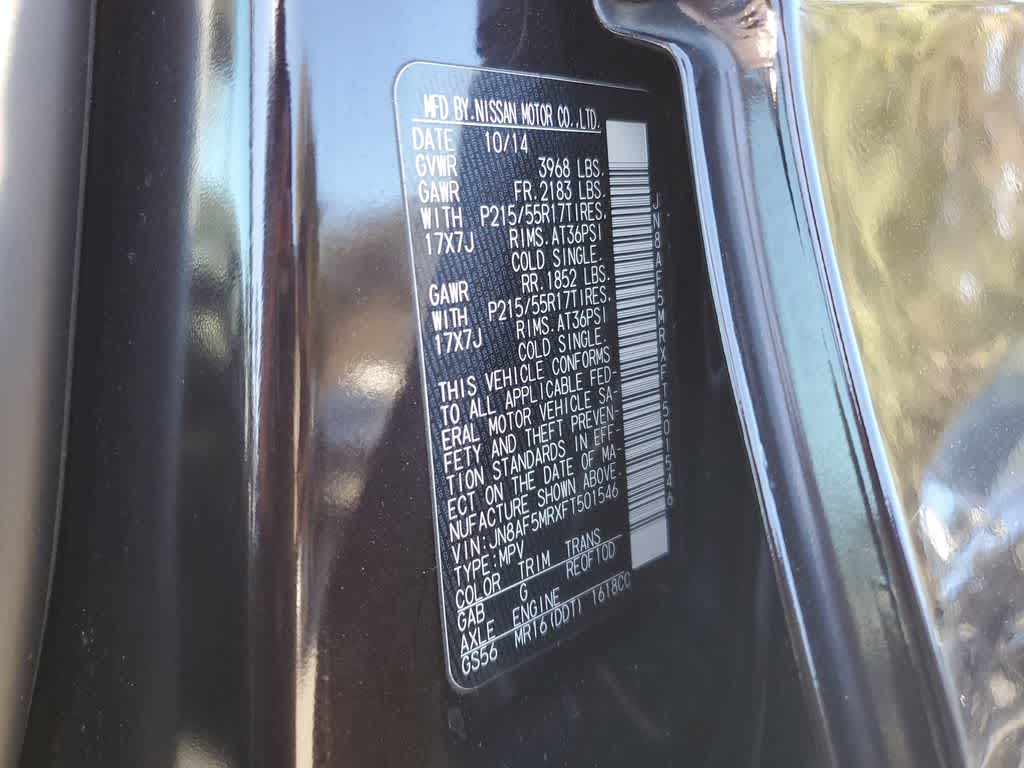 MFD BY.NISSAN MOTOR CO.,LTD.
DATE 10/14
GVWR 3968 LBS.
GAWR FR.2183 LBS.
WITH P215/55R17TIRES.
17X7J RIMS.AT36PSI
COLD SINGLE.
GAWR RR.1852 LBS.
WITH P215/55R17TIRES.
17X7J RIMS.AT36PSI
COLD SINGLE.
THIS VEHICLE CONFORMS
TO ALL APPLICABLE FED-
ERAL MOTOR VEHICLE SA-
FETY AND THEFT PREVEN-
TION STANDARDS IN EFF
ECT ON THE DATE OF MA-
NUFACTURE SHOWN ABOVE.
VIN:JN8AF5MRXFT501546
TYPE:MPV
COLOR TRIM TRANS
GAB G RE0F10D
AXLE ENGINE
GS56 MR16(DDT) 1618CC
JN8AF5MRXFT501546